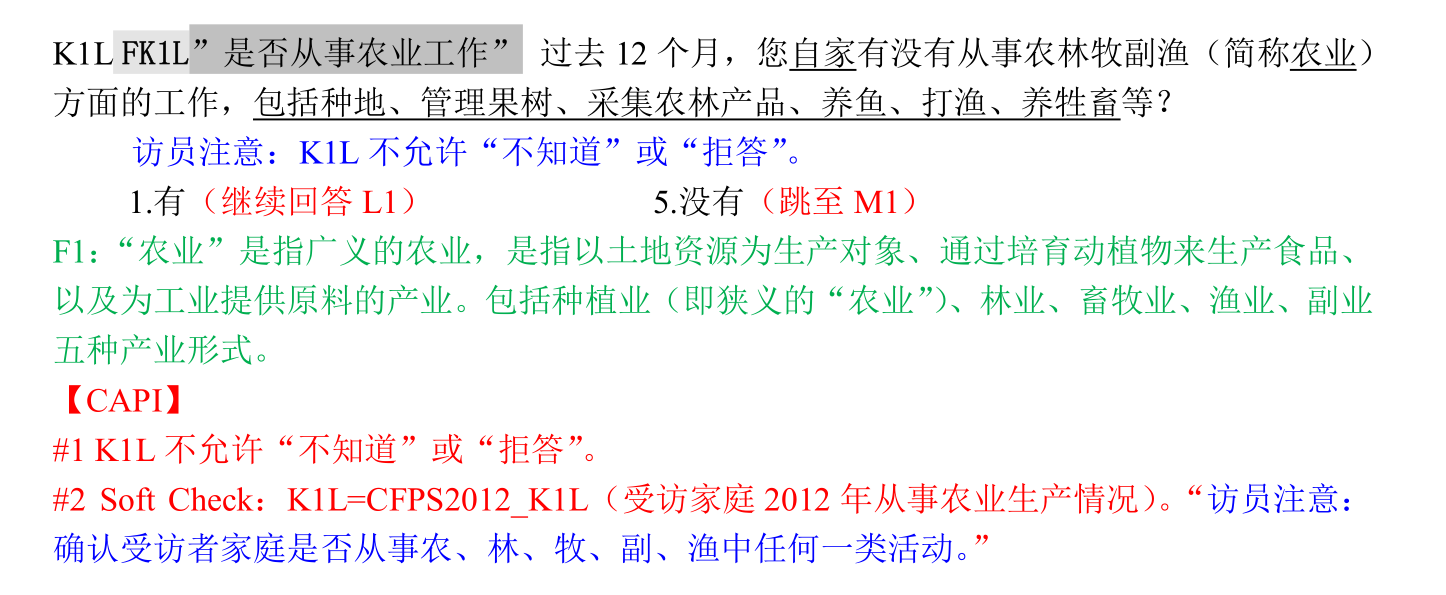 K1L FK1L”是否从事农业工作” 过去 12 个月，您自家有没有从事农林牧副渔（简称农业）
方面的工作，包括种地、管理果树、采集农林产品、养鱼、打渔、养牲畜等？
访员注意：K1L 不允许“不知道”或“拒答”。
1.有（继续回答 L1） 5.没有（跳至 M1）
F1：“农业”是指广义的农业，是指以土地资源为生产对象、通过培育动植物来生产食品、
以及为工业提供原料的产业。包括种植业（即狭义的“农业”）、林业、畜牧业、渔业、副业
五种产业形式。
【CAPI】
#1 K1L 不允许“不知道”或“拒答”。
#2 Soft Check：K1L=CFPS2012_K1L（受访家庭 2012 年从事农业生产情况）。“访员注意：
确认受访者家庭是否从事农、林、牧、副、渔中任何一类活动。”